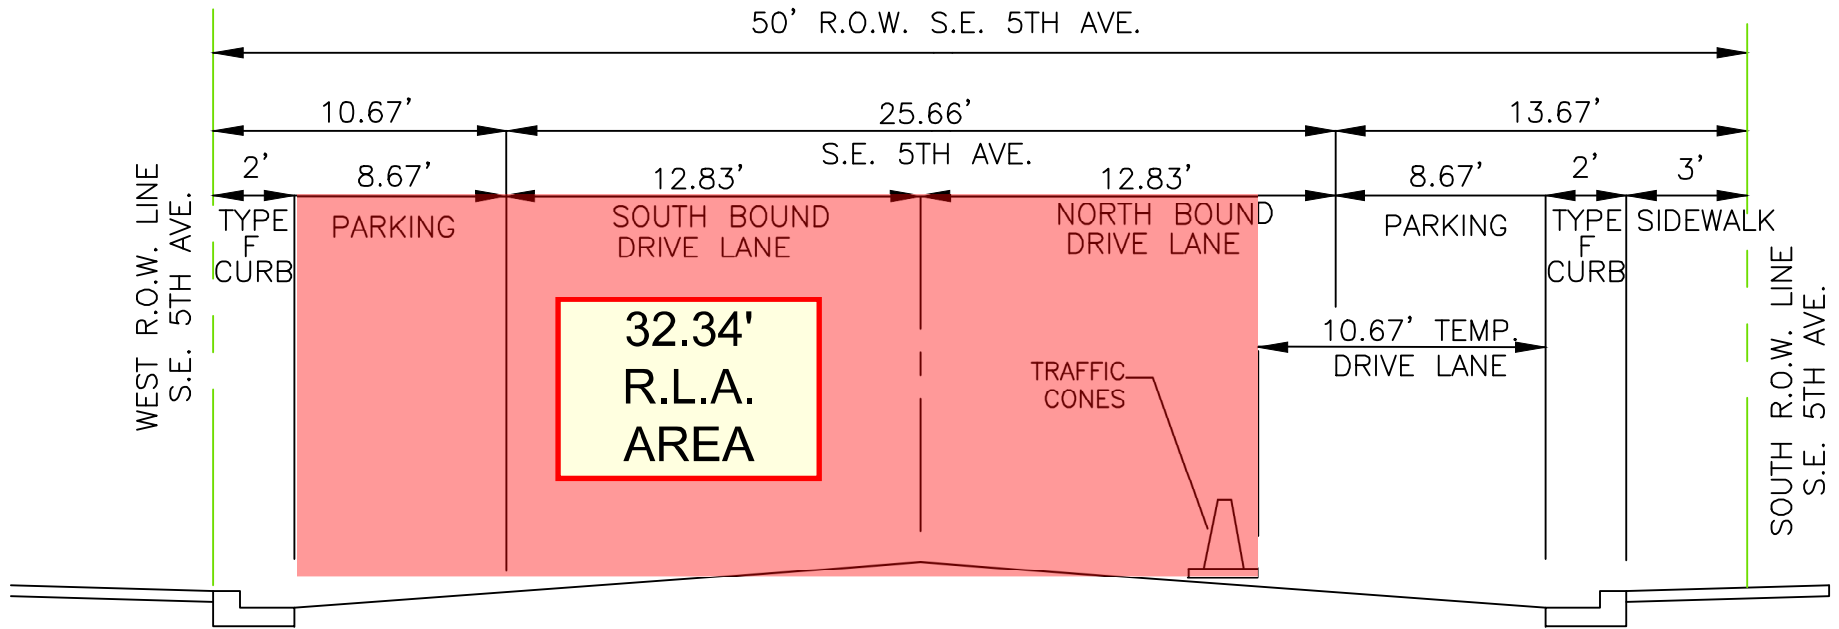 50' R.O.W. S.E. 5TH AVE.
10.67'
25.66'
13.67'
S.E. 5TH AVE.
2'
8.67'
12.83'
12.83'
8.67'
2'
3'
WEST R.O.W. LINE
S.E. 5TH AVE.
TYPE
F
CURB
PARKING
SOUTH BOUND
DRIVE LANE
NORTH BOUND
DRIVE LANE
PARKING
TYPE
F
CURB
SIDEWALK
32.34'
R.L.A.
AREA
TRAFFIC
CONES
10.67' TEMP.
DRIVE LANE
SOUTH R.O.W. LINE
S.E. 5TH AVE.